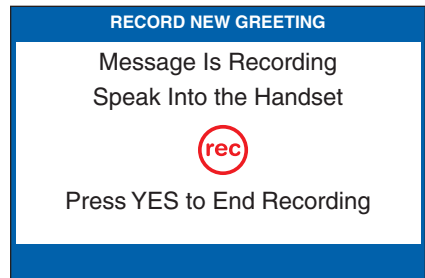 RECORD NEW GREETING
Message Is Recording
Speak Into the Handset
rec
Press YES to End Recording